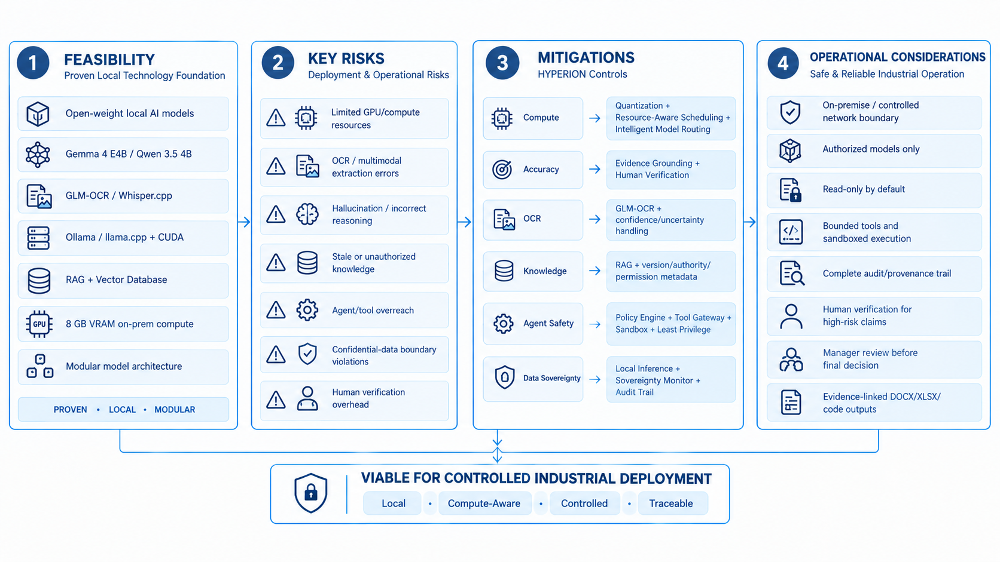 1
FEASIBILITY
Proven Local Technology Foundation
Open-weight local AI models
Gemma 4 E4B / Qwen 3.5 4B
GLM-OCR / Whisper.cpp
Ollama / llama.cpp + CUDA
RAG + Vector Database
GPU
8 GB VRAM on-prem compute
Modular model architecture
PROVEN • LOCAL • MODULAR
2
KEY RISKS
Deployment & Operational Risks
Limited GPU/compute
resources
OCR / multimodal
extraction errors
Hallucination / incorrect
reasoning
Stale or unauthorized
knowledge
Agent/tool overreach
Confidential-data boundary
violations
Human verification
overhead
3
MITIGATIONS
HYPERION Controls
Compute
Quantization +
Resource-Aware Scheduling +
Intelligent Model Routing
Accuracy
Evidence Grounding +
Human Verification
OCR
GLM-OCR +
confidence/uncertainty
handling
Knowledge
RAG + version/authority/
permission metadata
Agent Safety
Policy Engine + Tool Gateway +
Sandbox + Least Privilege
Data Sovereignty
Local Inference +
Sovereignty Monitor +
Audit Trail
4
OPERATIONAL CONSIDERATIONS
Safe & Reliable Industrial Operation
On-premise / controlled
network boundary
Authorized models only
Read-only by default
Bounded tools and
sandboxed execution
Complete audit/provenance trail
Human verification for
high-risk claims
Manager review before
final decision
Evidence-linked DOCX/XLSX/
code outputs
VIABLE FOR CONTROLLED INDUSTRIAL DEPLOYMENT
Local • Compute-Aware • Controlled • Traceable